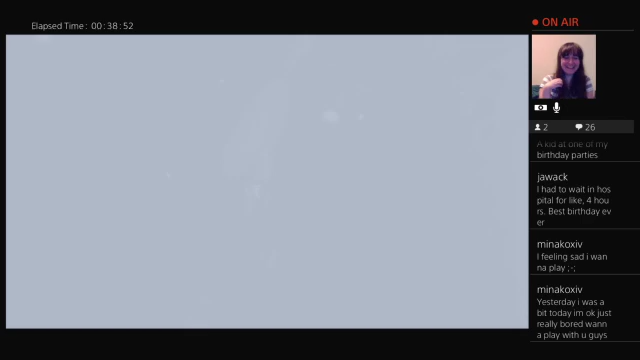 Elapsed Time: 00:38:52
ON AIR
2
26
A kid at one of my
birthday parties
jawack
I had to wait in hos
pital for like, 4 hou
rs. Best birthday ev
er
minakoxiv
I feeling sad i wan
na play ;-;
minakoxiv
Yesterday i was a
bit today im ok just
really bored wann
a play with u guys